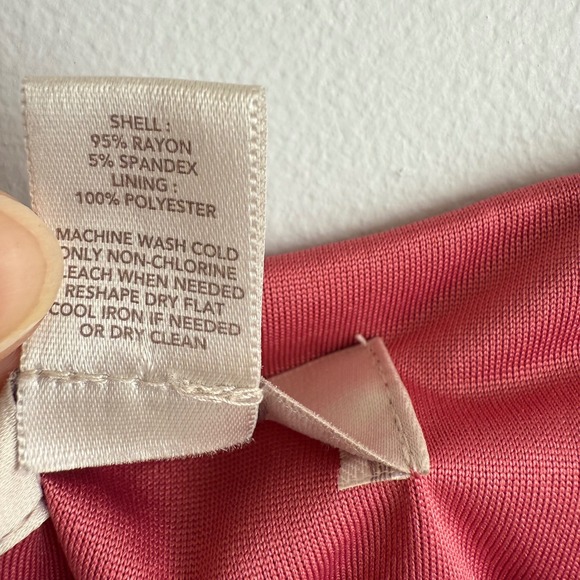 SHELL :
95% RAYON
5% SPANDEX
LINING :
100% POLYESTER
MACHINE WASH COLD
ONLY NON-CHLORINE
LEACH WHEN NEEDED
RESHAPE DRY FLAT
COOL IRON IF NEEDED
OR DRY CLEAN